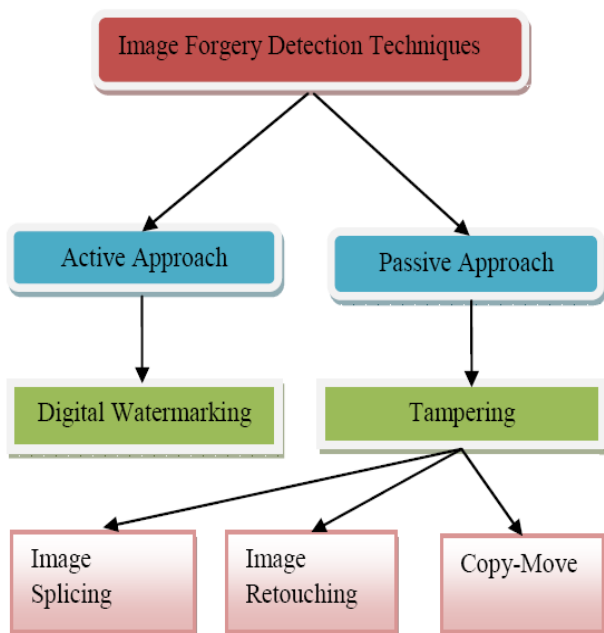 Image Forgery Detection Techniques
Active Approach
Passive Approach
Digital Watermarking
Tampering
Image
Splicing
Image
Retouching
Copy-Move